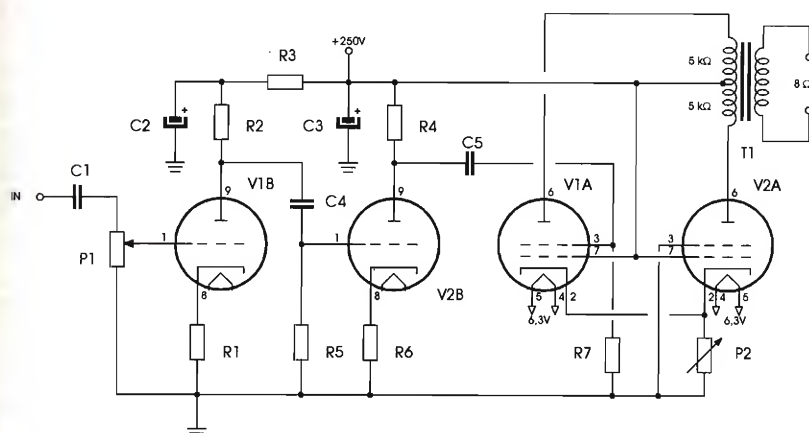 +250V
R3
5 kΩ
5 kΩ
8 Ω
T1
C2
+
R2
C3
+
R4
C5
C1
IN
V1B
9
C4
9
V1A
6
V2A
6
P1
1
1
3
7
3
7
8
8
V2B
5
4
2
6,3V
2
4
5
6,3V
R1
R5
R6
R7
P2